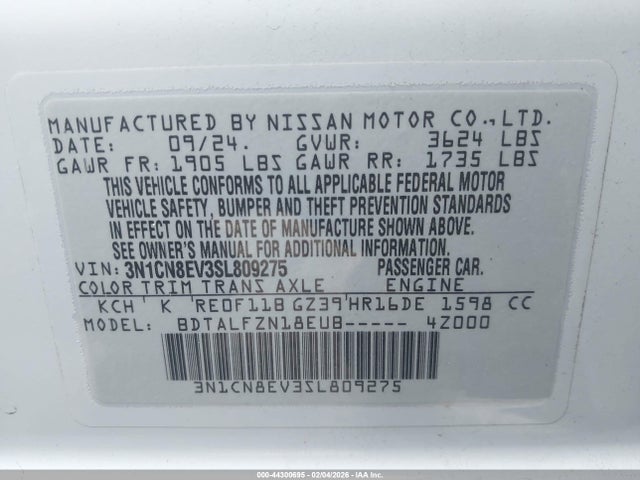 MANUFACTURED BY NISSAN MOTOR CO.,LTD.
DATE: 09/24. GVWR: 3624 LBS
GAWR FR: 1905 LBS GAWR RR: 1735 LBS
THIS VEHICLE CONFORMS TO ALL APPLICABLE FEDERAL MOTOR
VEHICLE SAFETY, BUMPER AND THEFT PREVENTION STANDARDS
IN EFFECT ON THE DATE OF MANUFACTURE SHOWN ABOVE.
SEE OWNER'S MANUAL FOR ADDITIONAL INFORMATION.
VIN: 3N1CN8EV3SL809275 PASSENGER CAR.
COLOR TRIM TRANS AXLE ENGINE
KCH K RE0F11B GZ39 HR16DE 1598 CC
MODEL: BDTALFZN18EUB----- 4Z000
3N1CN8EV3SL809275
000-44300695 - 02/04/2026 - IAAI.CA